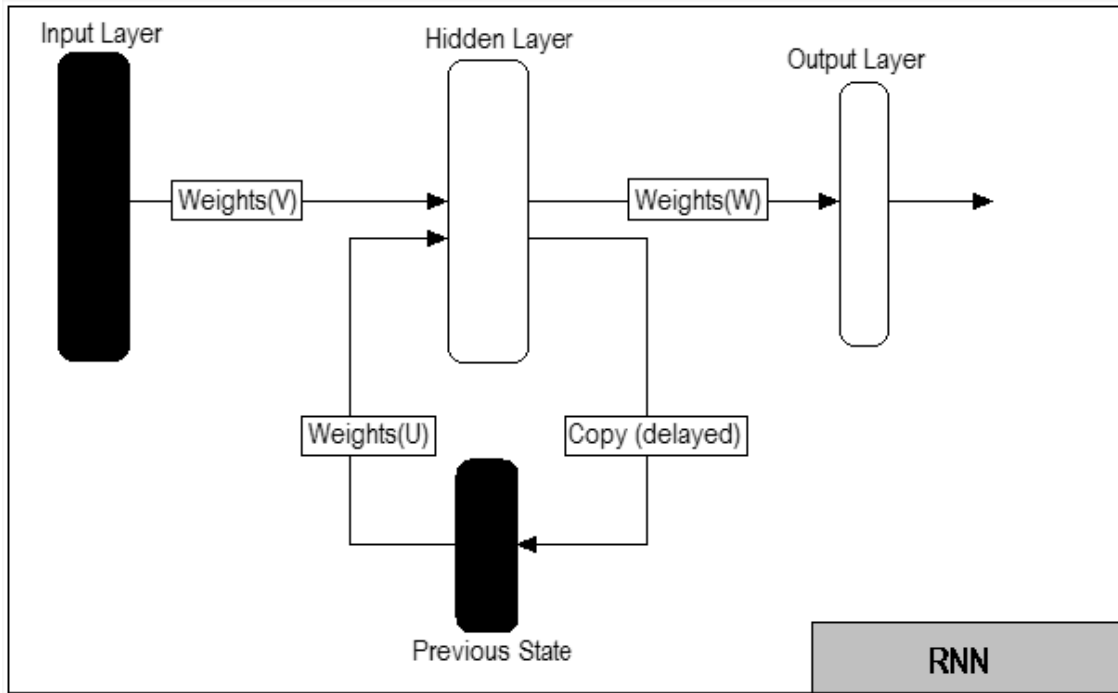 Input Layer
Hidden Layer
Output Layer
Weights(V)
Weights(W)
Weights(U)
Copy (delayed)
Previous State
RNN